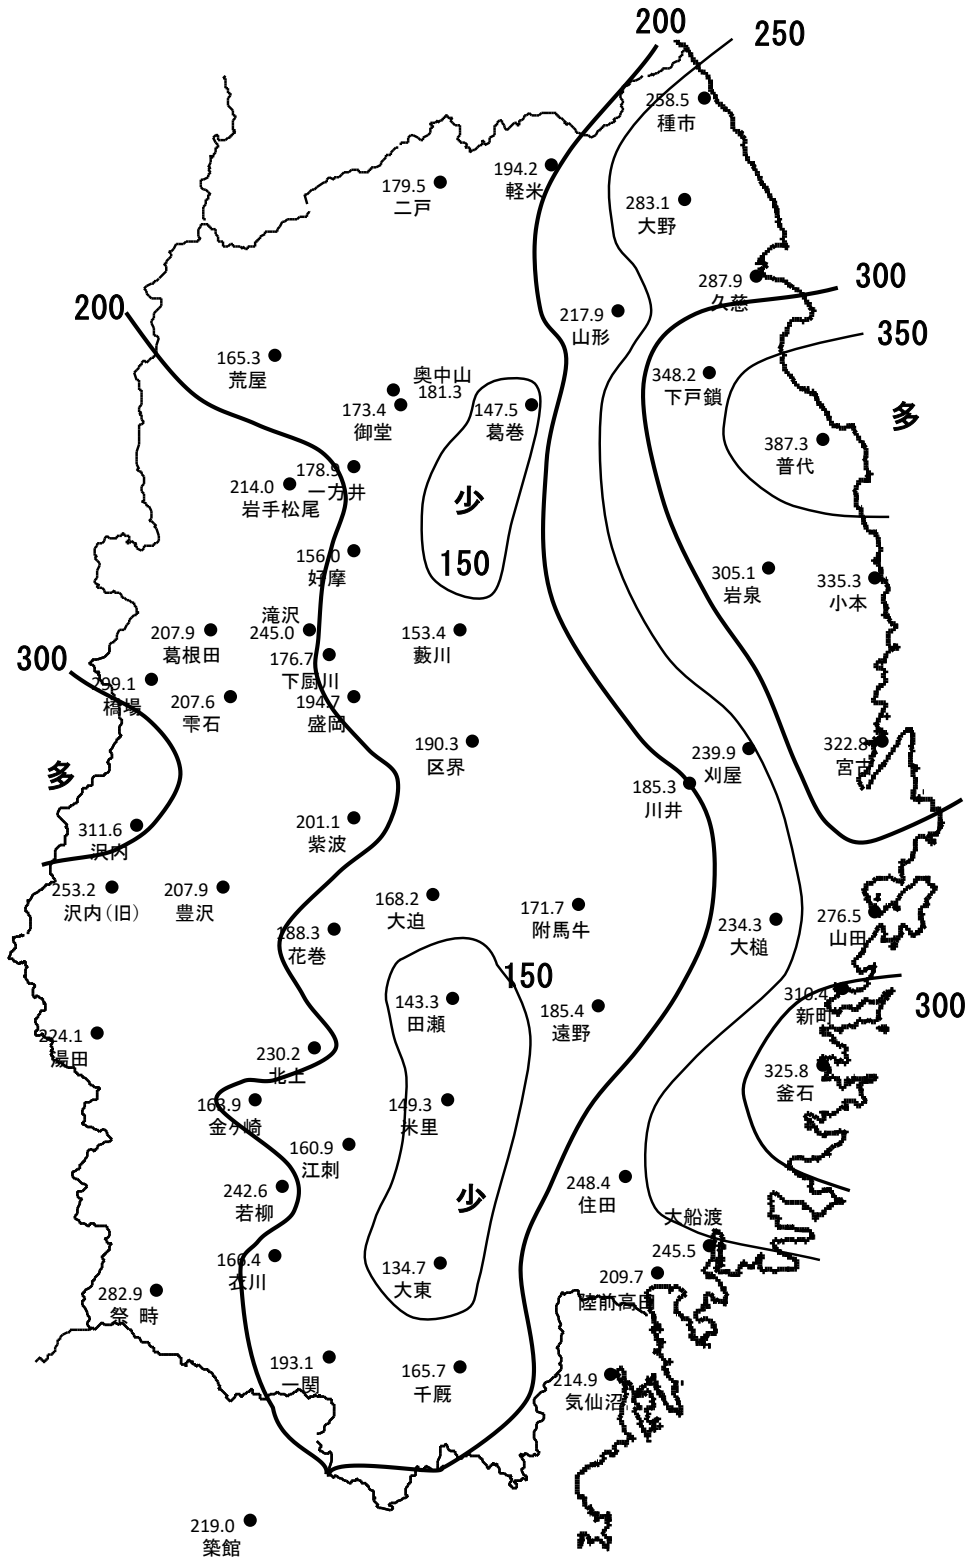 200
250
258.5
種市
194.2
軽米
179.5
二戸
283.1
大野
287.9
久慈
300
200
217.9
山形
350
165.3
荒屋
奥中山
181.3
348.2
下戸鎖
173.4
御堂
147.5
葛巻
多
387.3
普代
178.9
一方井
214.0
岩手松尾
少
150
156.0
好摩
305.1
岩泉
335.3
小本
滝沢
245.0
207.9
葛根田
153.4
藪川
300
176.7
下厨川
299.1
橋場
207.6
雫石
194.7
盛岡
190.3
区界
239.9
刈屋
322.8
宮古
多
185.3
川井
311.6
沢内
201.1
紫波
253.2
沢内(旧)
207.9
豊沢
168.2
大迫
171.7
附馬牛
234.3
大槌
276.5
山田
188.3
花巻
150
310.4
新町
300
143.3
田瀬
185.4
遠野
224.1
湯田
230.2
北上
325.8
釜石
168.9
金ヶ崎
149.3
米里
160.9
江刺
242.6
若柳
少
248.4
住田
大船渡
245.5
166.4
衣川
134.7
大東
209.7
陸前高田
282.9
祭 畤
193.1
一関
165.7
千厩
214.9
気仙沼
219.0
築館